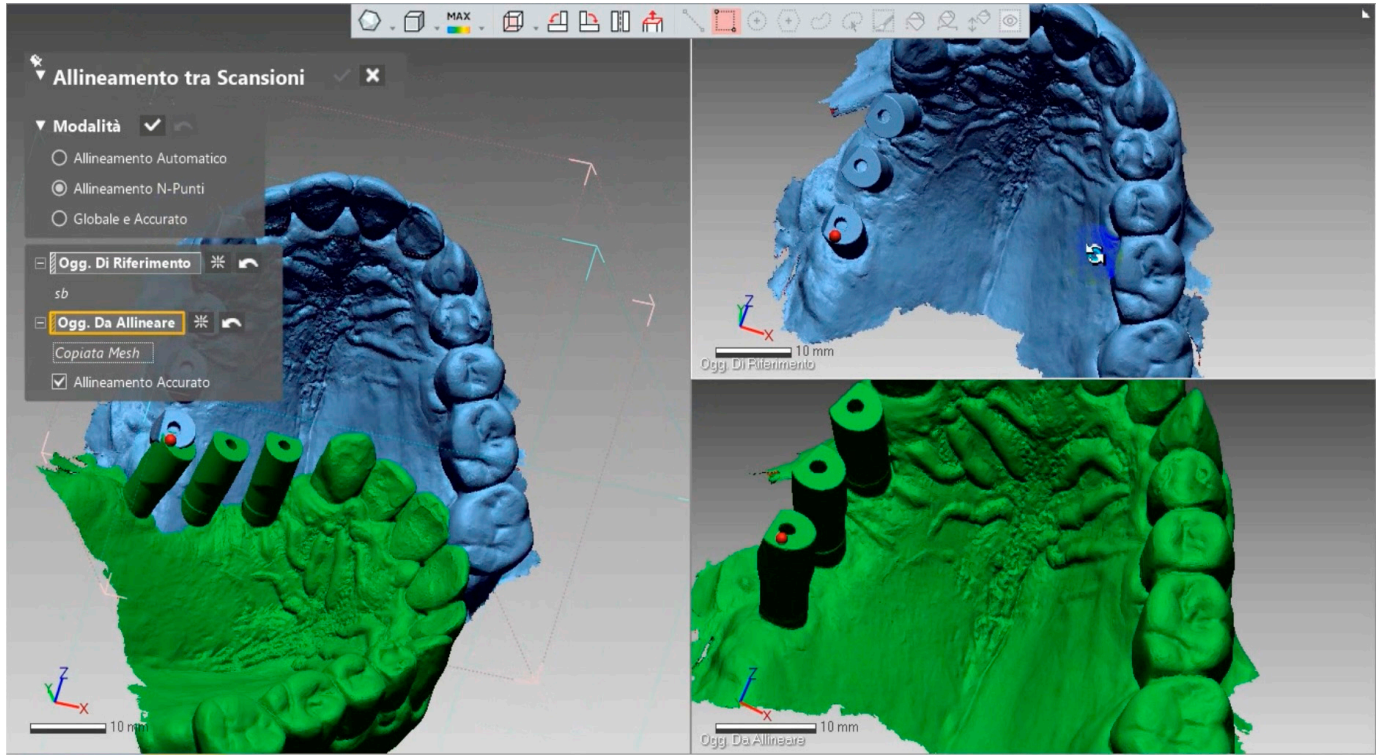 MAX
Allineamento tra Scansioni
Modalità
Allineamento Automatico
Allineamento N-Punti
Globale e Accurato
Ogg. Di Riferimento
sb
Ogg. Da Allineare
Copiata Mesh
Allineamento Accurato
Z
Y
X
10 mm
Z
Y
X
10 mm
Ogg. Di Riferimento
Z
X
10 mm
Ogg. Da Allineare